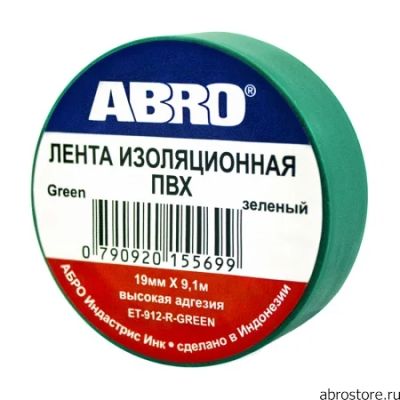 ABRO®
ЛЕНТА ИЗОЛЯЦИОННАЯ
ПВХ
Green
зеленый
0 790920 155699
19мм X 9,1м
высокая адгезия
ET-912-R-GREEN
АБРО Индастрис Инк • сделано в Индонезии
abrostore.ru